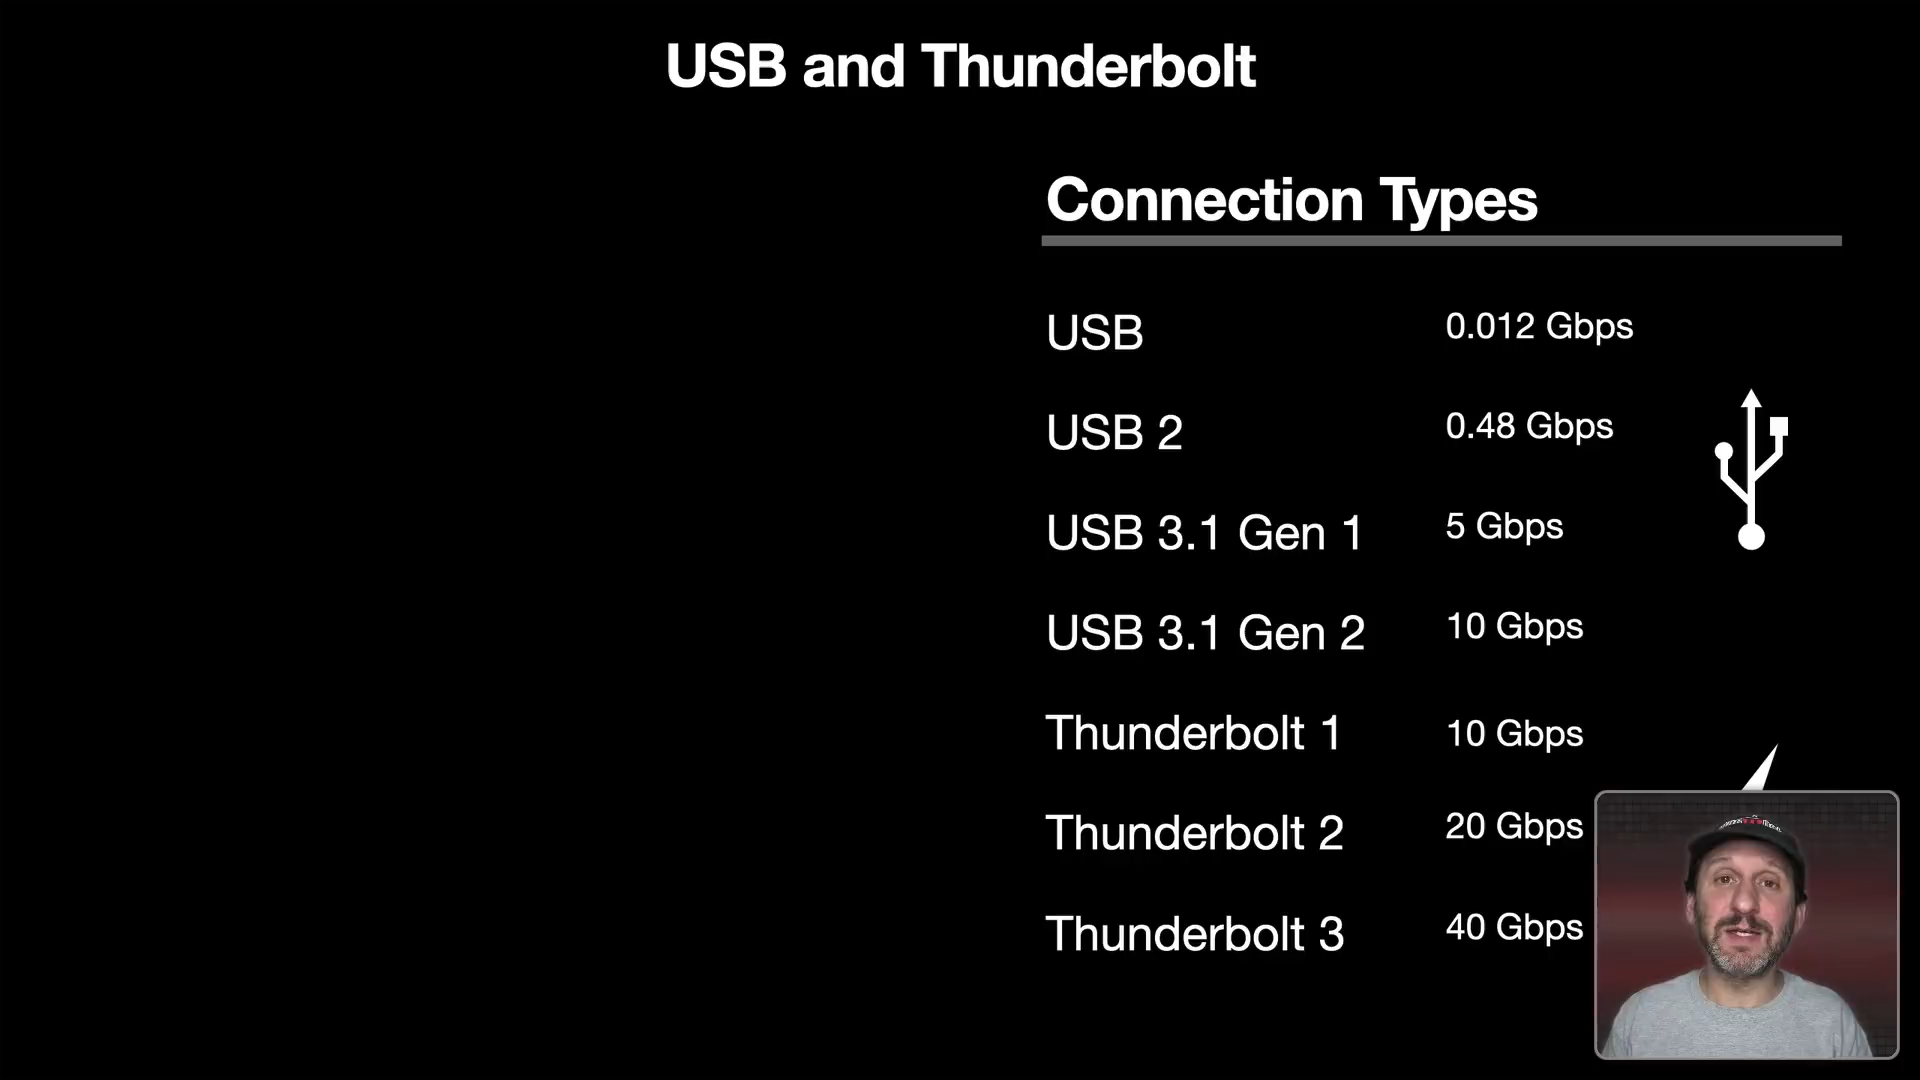 USB and Thunderbolt
Connection Types
USB 0.012 Gbps
USB 2 0.48 Gbps
USB 3.1 Gen 1 5 Gbps
USB 3.1 Gen 2 10 Gbps
Thunderbolt 1 10 Gbps
Thunderbolt 2 20 Gbps
Thunderbolt 3 40 Gbps